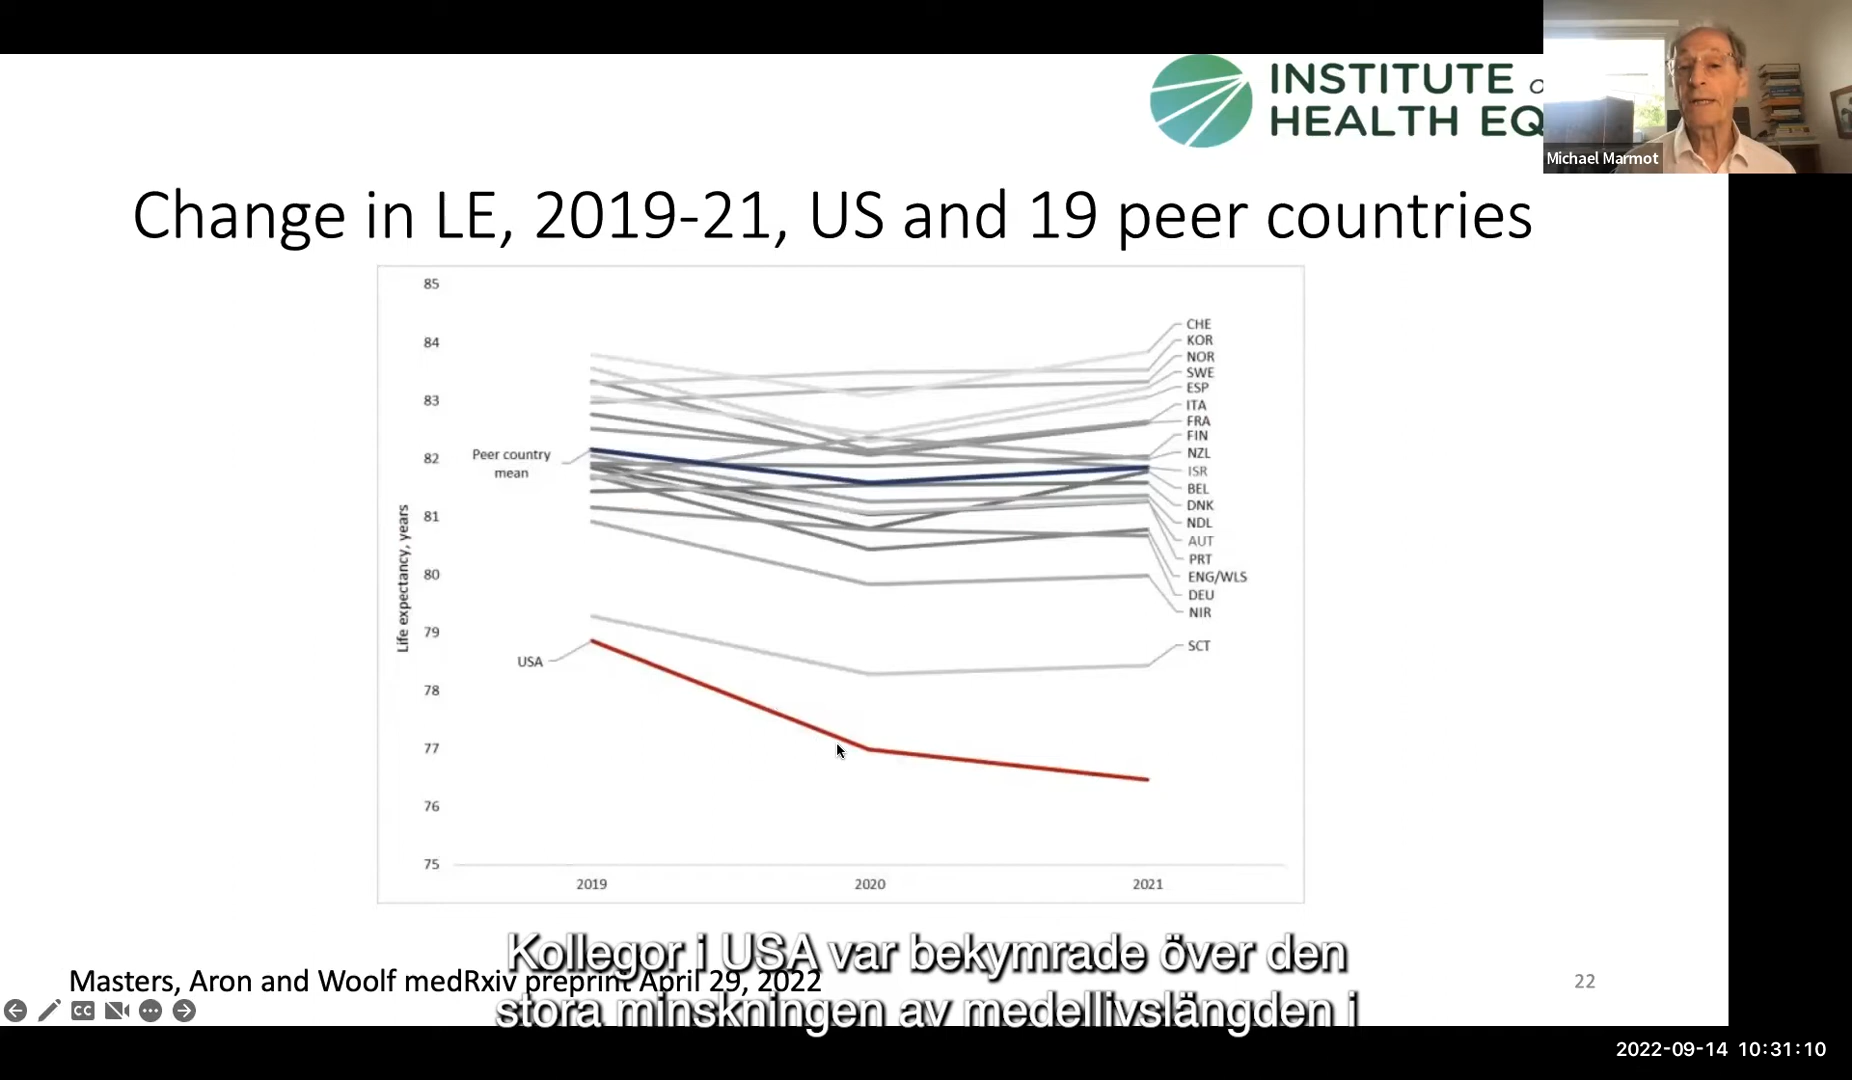 INSTITUTE o
HEALTH EQ
Michael Marmot
Change in LE, 2019-21, US and 19 peer countries
85
84
83
82
81
80
79
78
77
76
75
Life expectancy, years
Peer country
mean
USA
CHE
KOR
NOR
SWE
ESP
ITA
FRA
FIN
NZL
ISR
BEL
DNK
NDL
AUT
PRT
ENG/WLS
DEU
NIR
SCT
2019 2020 2021
Kollegor i USA var bekymrade över den
stora minskningen av medellivslängden i
Masters, Aron and Woolf medRxiv preprint April 29, 2022
22
CC
2022-09-14 10:31:10